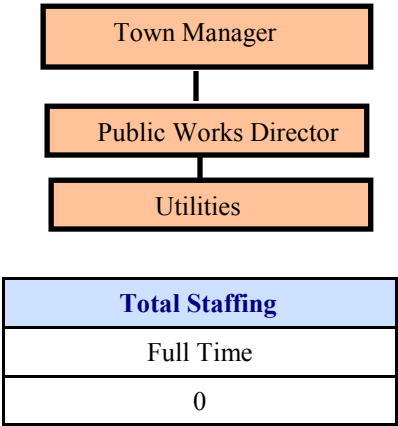 Town Manager
Public Works Director
Utilities
Total Staffing
Full Time
0